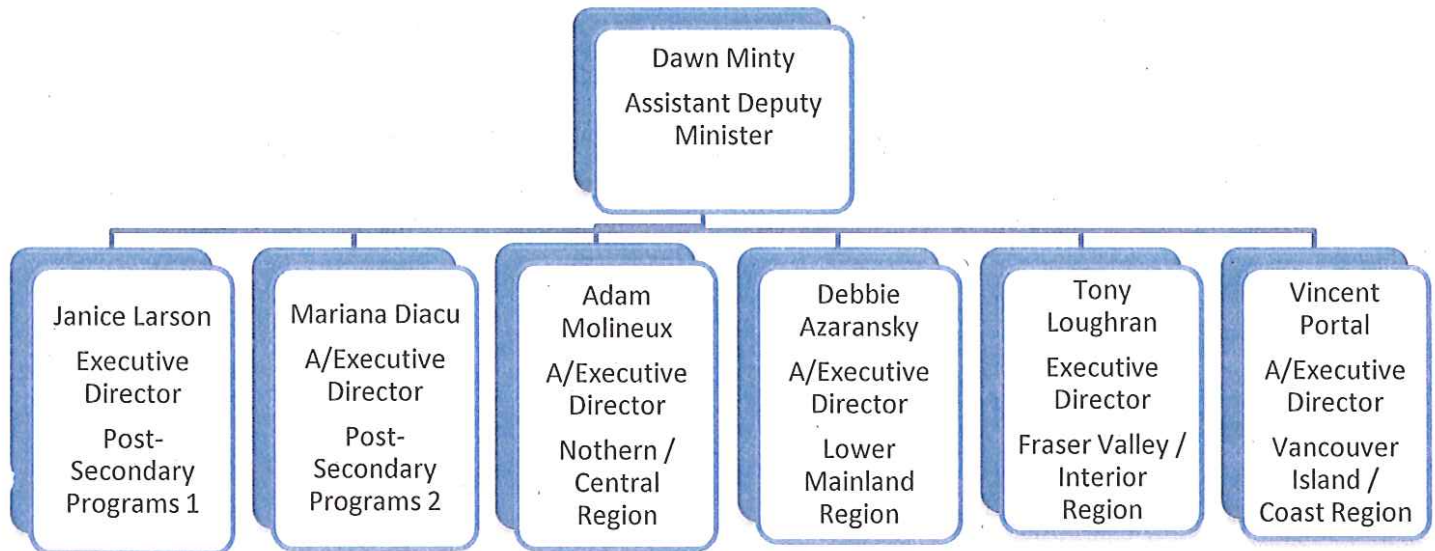 Dawn Minty
Assistant Deputy
Minister
Janice Larson
Executive
Director
Post-
Secondary
Programs 1
Mariana Diacu
A/Executive
Director
Post-
Secondary
Programs 2
Adam
Molineux
A/Executive
Director
Nothern /
Central
Region
Debbie
Azaransky
A/Executive
Director
Lower
Mainland
Region
Tony
Loughran
Executive
Director
Fraser Valley /
Interior
Region
Vincent
Portal
A/Executive
Director
Vancouver
Island /
Coast Region